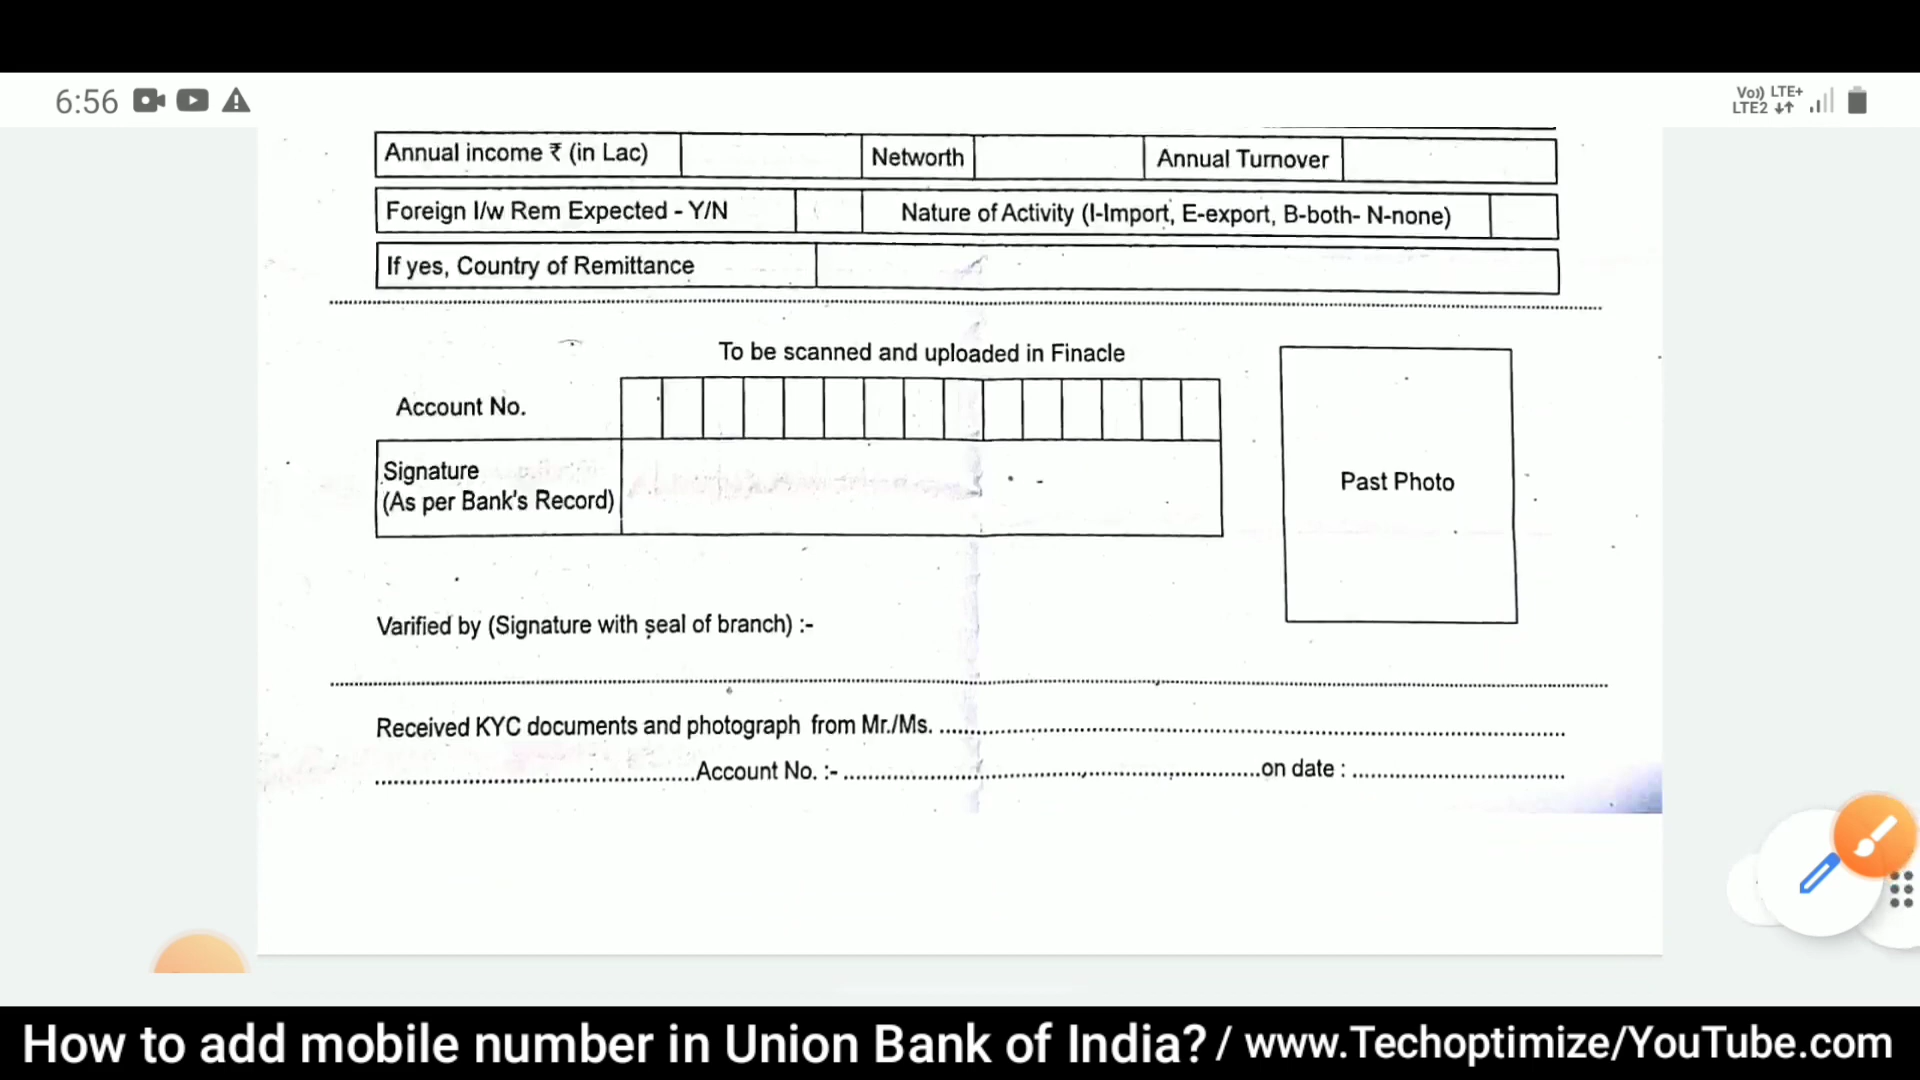 6:56
Vo)) LTE+
LTE2
Annual income ₹ (in Lac) Networth Annual Turnover
Foreign I/w Rem Expected - Y/N Nature of Activity (I-Import, E-export, B-both- N-none)
If yes, Country of Remittance
To be scanned and uploaded in Finacle
Account No.
Signature
(As per Bank's Record)
Past Photo
Varified by (Signature with seal of branch) :-
Received KYC documents and photograph from Mr./Ms. ........................
........................Account No. :- ........................on date : ........................
How to add mobile number in Union Bank of India? / www.Techoptimize/YouTube.com